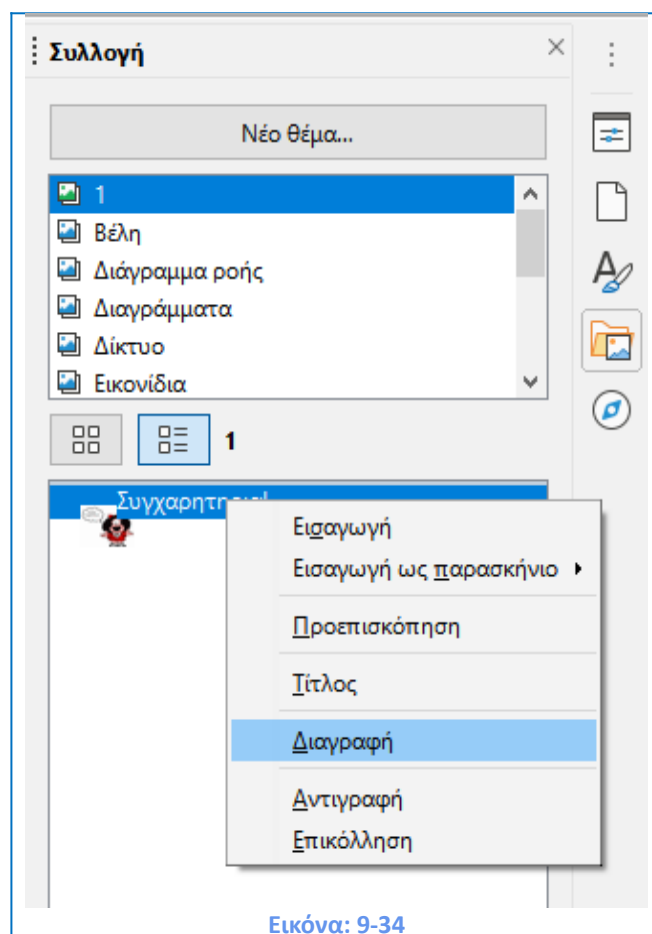 Συλλογή
Νέο θέμα...
1
Βέλη
Διάγραμμα ροής
Διαγράμματα
Δίκτυο
Εικονίδια
1
Εισαγωγή
Εισαγωγή ως παρασκήνιο
Προεπισκόπηση
Τίτλος
Διαγραφή
Αντιγραφή
Επικόλληση
Εικόνα: 9-34